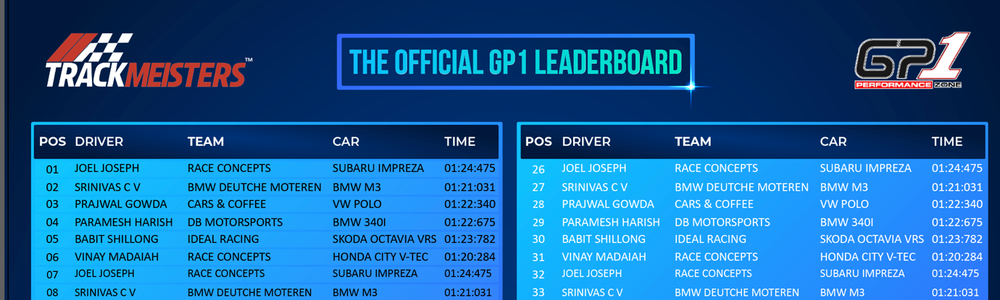 TRACKMEISTERS™
THE OFFICIAL GP1 LEADERBOARD
GP1
PERFORMANCE ZONE
POS DRIVER TEAM CAR TIME
01 JOEL JOSEPH RACE CONCEPTS SUBARU IMPREZA 01:24:475
02 SRINIVAS C V BMW DEUTCHE MOTEREN BMW M3 01:21:031
03 PRAJWAL GOWDA CARS & COFFEE VW POLO 01:22:340
04 PARAMESH HARISH DB MOTORSPORTS BMW 340I 01:22:675
05 BABIT SHILLONG IDEAL RACING SKODA OCTAVIA VRS 01:23:782
06 VINAY MADAIAH RACE CONCEPTS HONDA CITY V-TEC 01:20:284
07 JOEL JOSEPH RACE CONCEPTS SUBARU IMPREZA 01:24:475
08 SRINIVAS C V BMW DEUTCHE MOTEREN BMW M3 01:21:031
POS DRIVER TEAM CAR TIME
26 JOEL JOSEPH RACE CONCEPTS SUBARU IMPREZA 01:24:475
27 SRINIVAS C V BMW DEUTCHE MOTEREN BMW M3 01:21:031
28 PRAJWAL GOWDA CARS & COFFEE VW POLO 01:22:340
29 PARAMESH HARISH DB MOTORSPORTS BMW 340I 01:22:675
30 BABIT SHILLONG IDEAL RACING SKODA OCTAVIA VRS 01:23:782
31 VINAY MADAIAH RACE CONCEPTS HONDA CITY V-TEC 01:20:284
32 JOEL JOSEPH RACE CONCEPTS SUBARU IMPREZA 01:24:475
33 SRINIVAS C V BMW DEUTCHE MOTEREN BMW M3 01:21:031